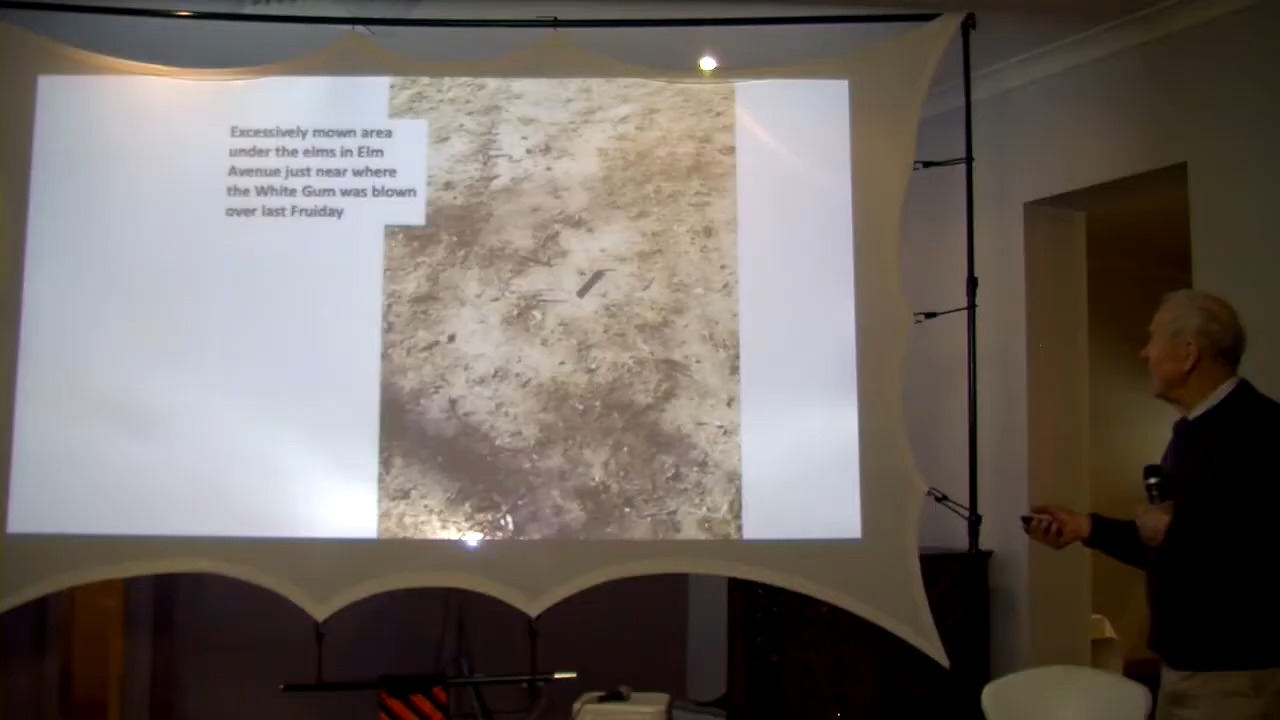 Excessively mown area
under the elms in Elm
Avenue just near where
the White Gum was blown
over last Fruiday